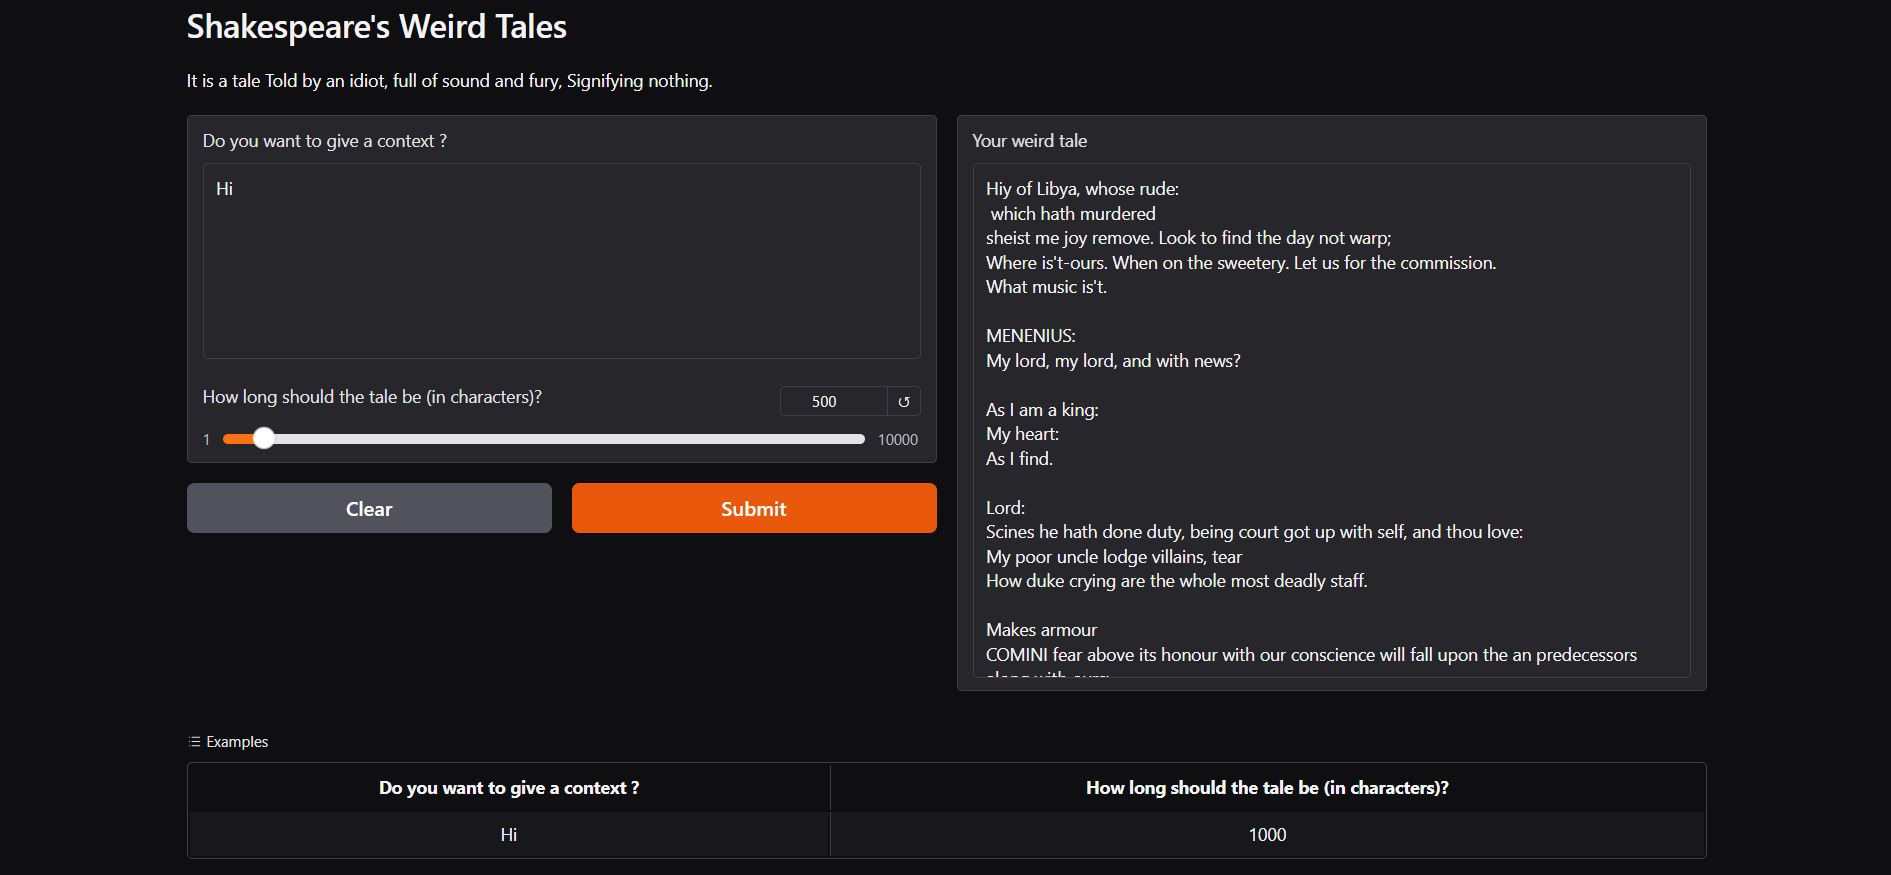 Shakespeare's Weird Tales
It is a tale Told by an idiot, full of sound and fury, Signifying nothing.
Do you want to give a context ?
Hi
How long should the tale be (in characters)?
500 ↺
1 10000
Clear Submit
Your weird tale
Hiy of Libya, whose rude:
which hath murdered
sheist me joy remove. Look to find the day not warp;
Where is't-ours. When on the sweetery. Let us for the commission.
What music is't.
MENENIUS:
My lord, my lord, and with news?
As I am a king:
My heart:
As I find.
Lord:
Scines he hath done duty, being court got up with self, and thou love:
My poor uncle lodge villains, tear
How duke crying are the whole most deadly staff.
Makes armour
COMINI fear above its honour with our conscience will fall upon the an predecessors
Examples
Do you want to give a context ? How long should the tale be (in characters)?
Hi 1000